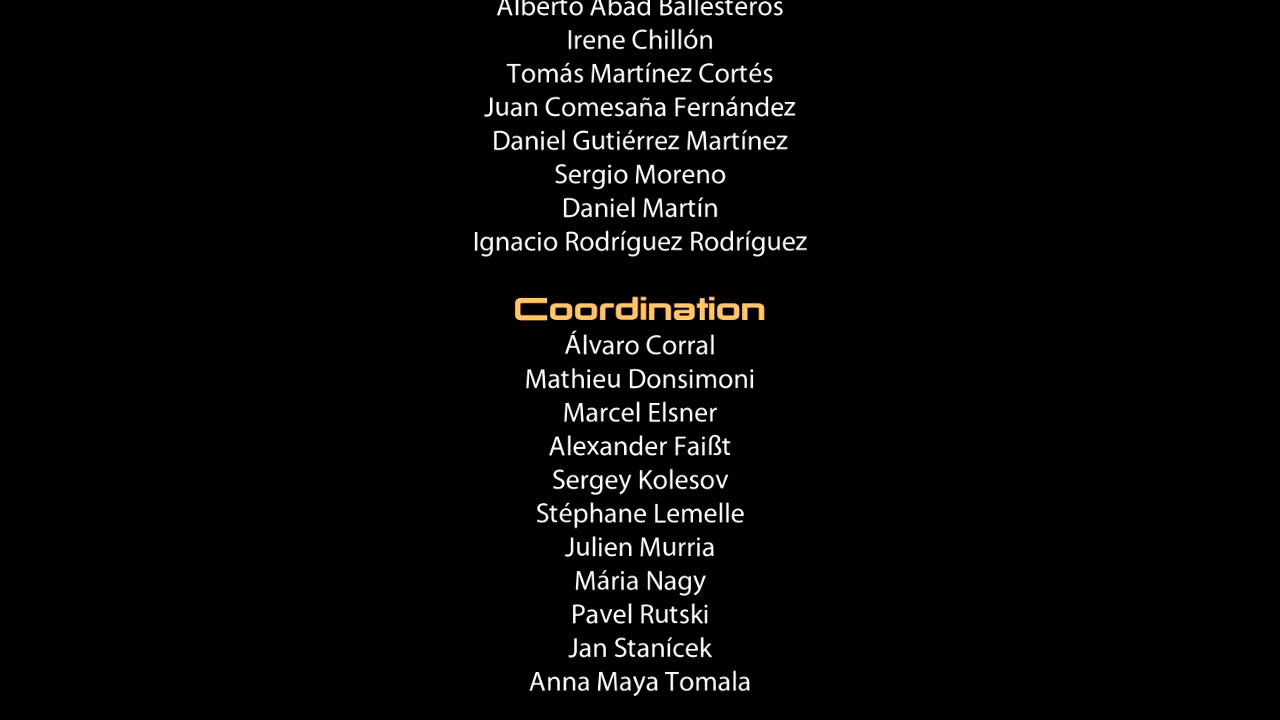 Alberto Abad Ballesteros
Irene Chillón
Tomás Martínez Cortés
Juan Comesaña Fernández
Daniel Gutiérrez Martínez
Sergio Moreno
Daniel Martín
Ignacio Rodríguez Rodríguez
Coordination
Álvaro Corral
Mathieu Donsimoni
Marcel Elsner
Alexander Faißt
Sergey Kolesov
Stéphane Lemelle
Julien Murria
Mária Nagy
Pavel Rutski
Jan Stanícek
Anna Maya Tomala